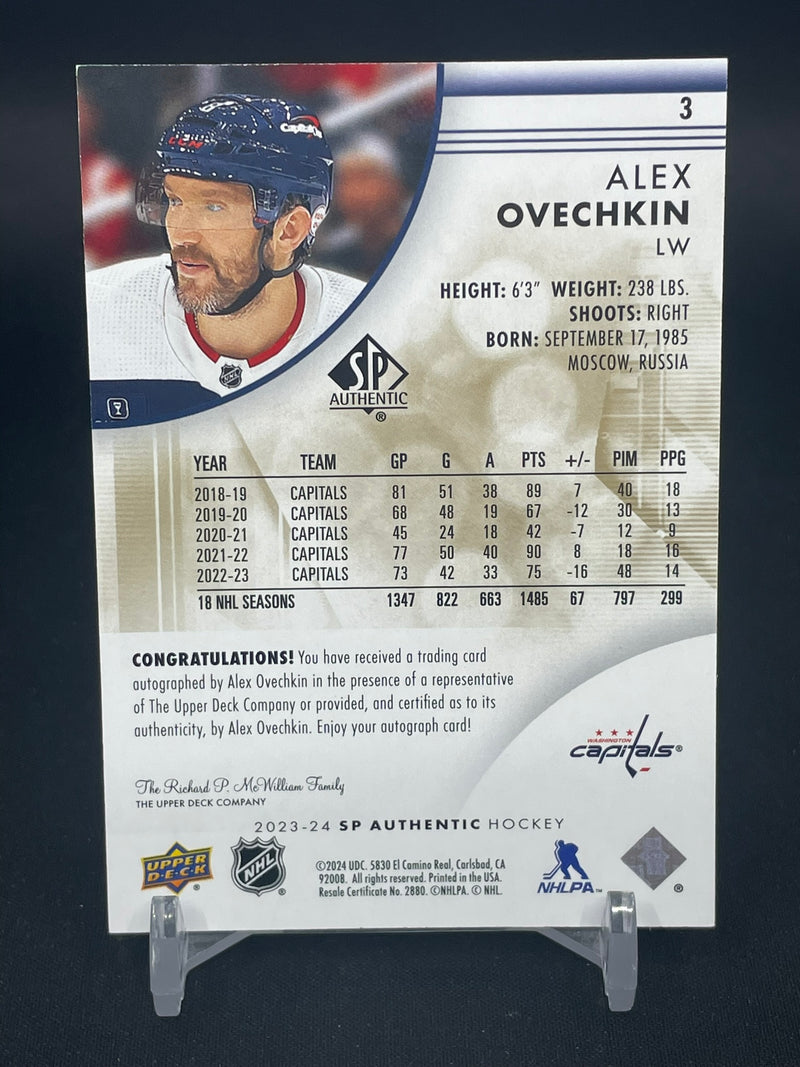 3
ALEX
OVECHKIN
LW
HEIGHT: 6'3" WEIGHT: 238 LBS.
SHOOTS: RIGHT
BORN: SEPTEMBER 17, 1985
MOSCOW, RUSSIA
CCM
NHL
SP
AUTHENTIC
®
YEAR TEAM GP G A PTS +/- PIM PPG
2018-19 CAPITALS 81 51 38 89 7 40 18
2019-20 CAPITALS 68 48 19 67 -12 30 13
2020-21 CAPITALS 45 24 18 42 -7 12 9
2021-22 CAPITALS 77 50 40 90 8 18 16
2022-23 CAPITALS 73 42 33 75 -16 48 14
18 NHL SEASONS 1347 822 663 1485 67 797 299
CONGRATULATIONS! You have received a trading card
autographed by Alex Ovechkin in the presence of a representative
of The Upper Deck Company or provided, and certified as to its
authenticity, by Alex Ovechkin. Enjoy your autograph card!
WASHINGTON
capitals®
The Richard P. McWilliam Family
THE UPPER DECK COMPANY
2023-24 SP AUTHENTIC HOCKEY
UPPER
D·E·C·K
®
NHL
®
©2024 UDC. 5830 El Camino Real, Carlsbad, CA
92008. All rights reserved. Printed in the USA.
Resale Certificate No. 2880. ©NHLPA. © NHL.
NHLPA™
®